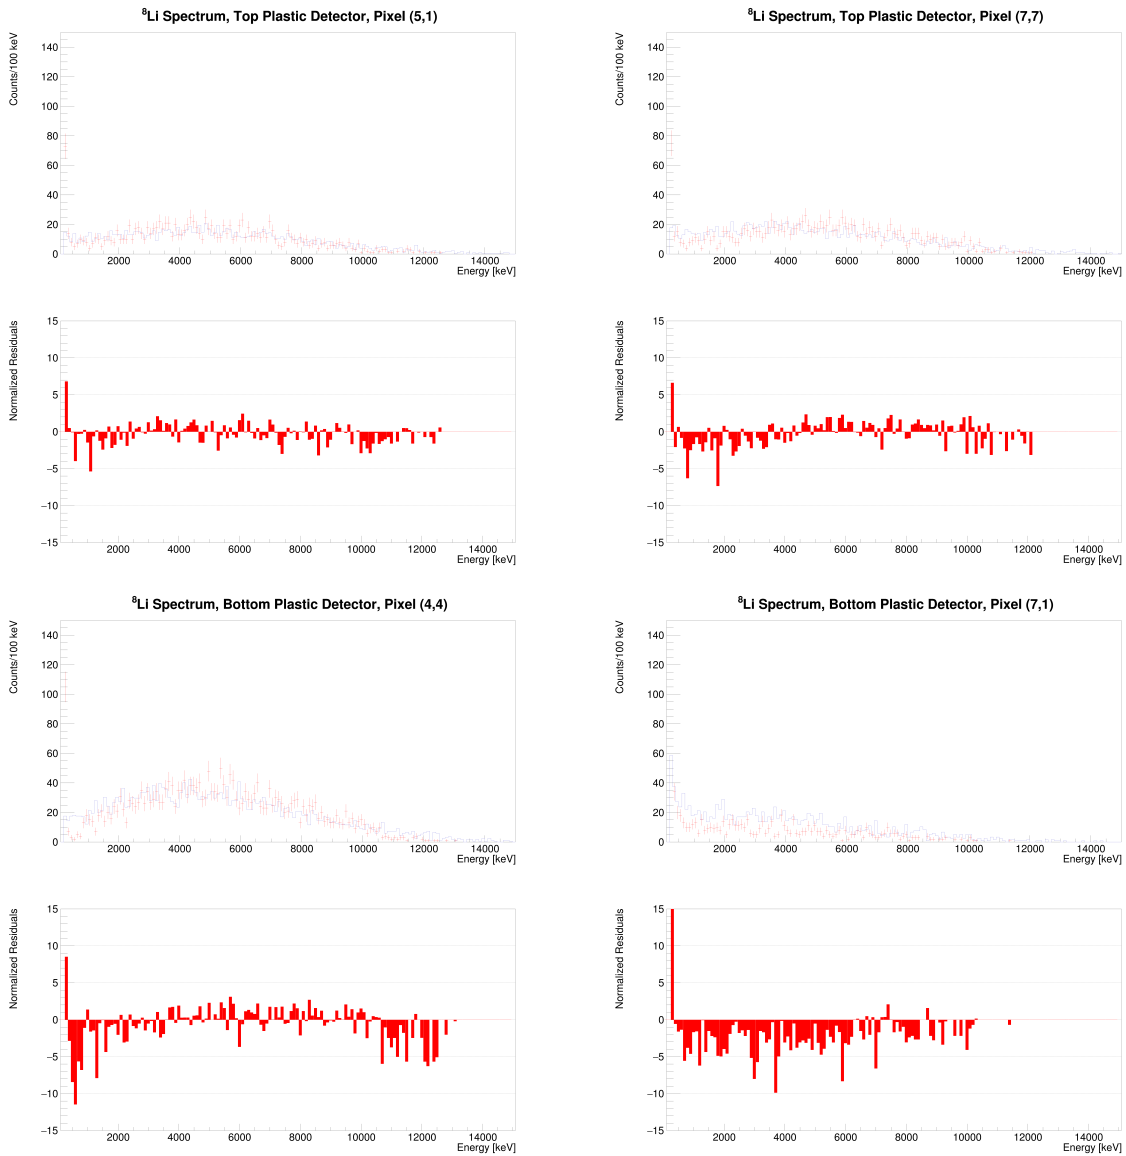 ⁸Li Spectrum, Top Plastic Detector, Pixel (5,1)
Counts/100 keV
140
120
100
80
60
40
20
0
2000 4000 6000 8000 10000 12000 14000
Energy [keV]
⁸Li Spectrum, Top Plastic Detector, Pixel (7,7)
Counts/100 keV
140
120
100
80
60
40
20
0
2000 4000 6000 8000 10000 12000 14000
Energy [keV]
Normalized Residuals
15
10
5
0
−5
−10
−15
2000 4000 6000 8000 10000 12000 14000
Energy [keV]
Normalized Residuals
15
10
5
0
−5
−10
−15
2000 4000 6000 8000 10000 12000 14000
Energy [keV]
⁸Li Spectrum, Bottom Plastic Detector, Pixel (4,4)
Counts/100 keV
140
120
100
80
60
40
20
0
2000 4000 6000 8000 10000 12000 14000
Energy [keV]
⁸Li Spectrum, Bottom Plastic Detector, Pixel (7,1)
Counts/100 keV
140
120
100
80
60
40
20
0
2000 4000 6000 8000 10000 12000 14000
Energy [keV]
Normalized Residuals
15
10
5
0
−5
−10
−15
2000 4000 6000 8000 10000 12000 14000
Energy [keV]
Normalized Residuals
15
10
5
0
−5
−10
−15
2000 4000 6000 8000 10000 12000 14000
Energy [keV]